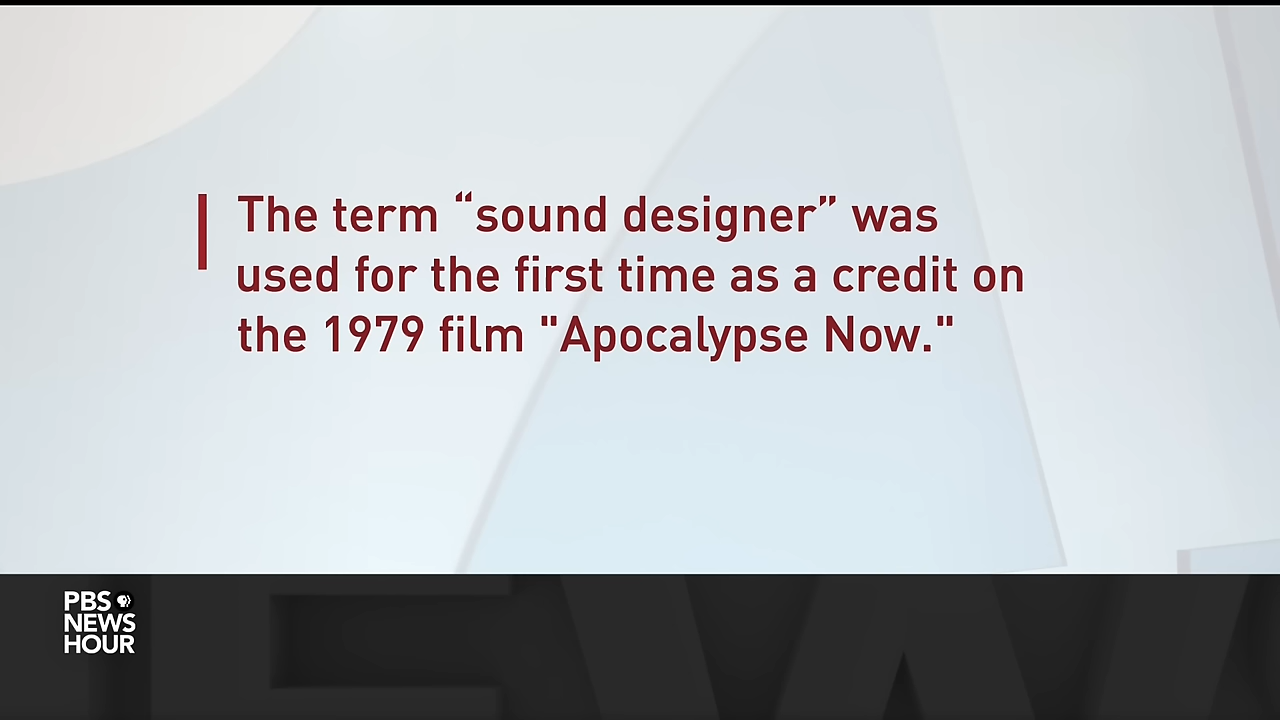 The term “sound designer” was
used for the first time as a credit on
the 1979 film "Apocalypse Now."
PBS
NEWS
HOUR